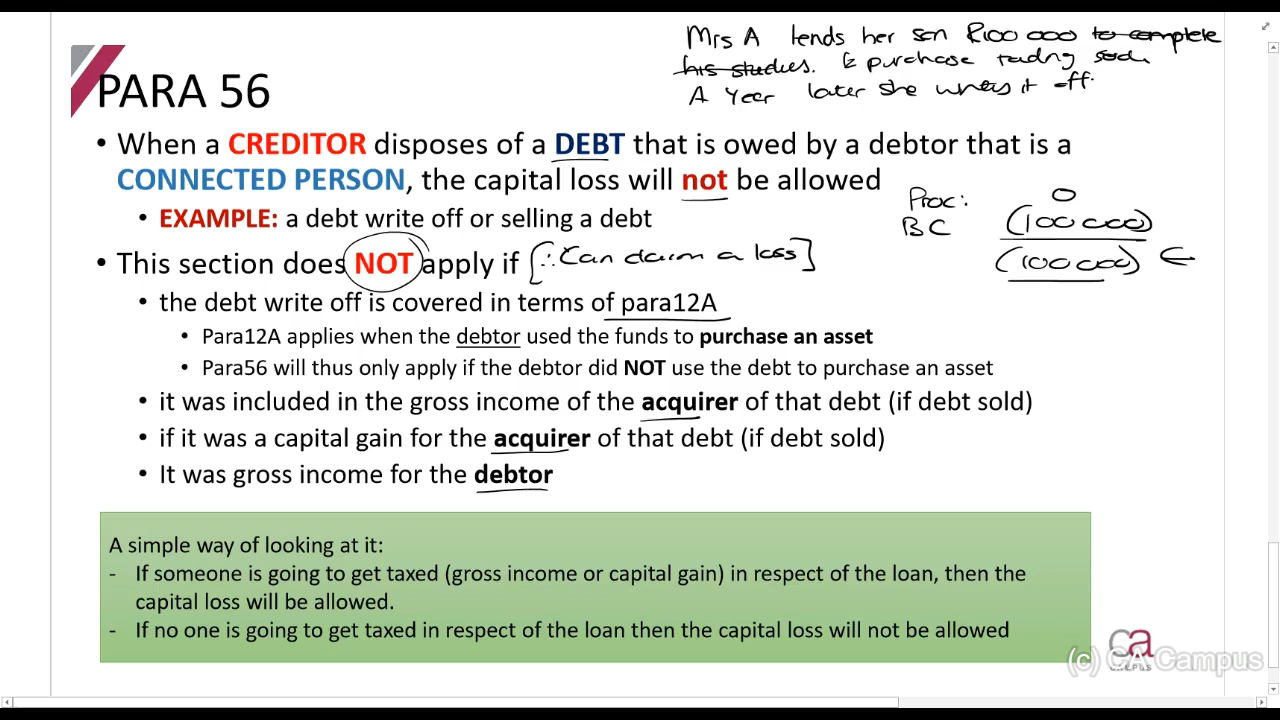 Mrs A lends her son R100 000 to complete
his studies. to purchase trading stock
A Year later she writes it off.
PARA 56
• When a CREDITOR disposes of a DEBT that is owed by a debtor that is a
CONNECTED PERSON, the capital loss will not be allowed
Proc: 0
• EXAMPLE: a debt write off or selling a debt
BC (100 000)
• This section does NOT apply if [∴ Can claim a loss]
(100 000) ←
• the debt write off is covered in terms of para12A
• Para12A applies when the debtor used the funds to purchase an asset
• Para56 will thus only apply if the debtor did NOT use the debt to purchase an asset
• it was included in the gross income of the acquirer of that debt (if debt sold)
• if it was a capital gain for the acquirer of that debt (if debt sold)
• It was gross income for the debtor
A simple way of looking at it:
- If someone is going to get taxed (gross income or capital gain) in respect of the loan, then the
capital loss will be allowed.
- If no one is going to get taxed in respect of the loan then the capital loss will not be allowed
ca
CAMPUS
(c) CA Campus